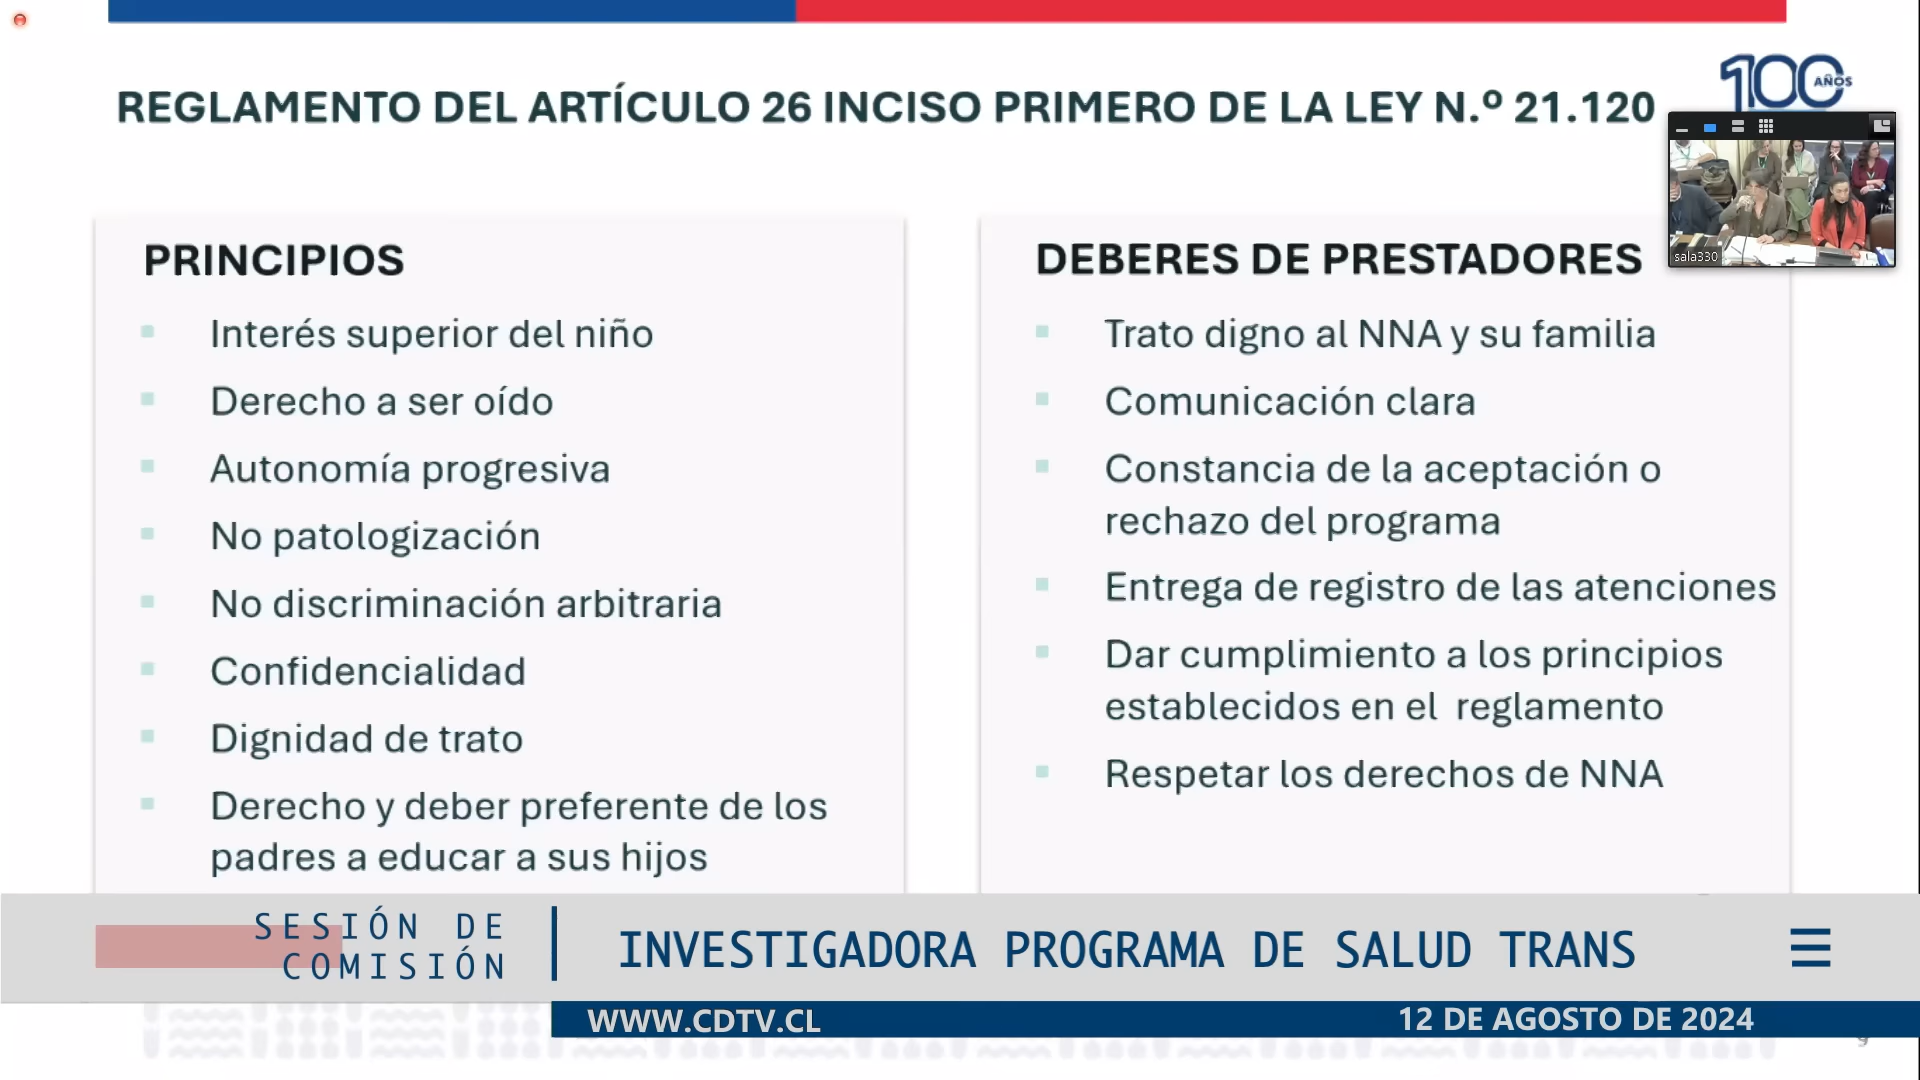 REGLAMENTO DEL ARTÍCULO 26 INCISO PRIMERO DE LA LEY N.º 21.120
100
AÑOS
sala330
PRINCIPIOS
Interés superior del niño
Derecho a ser oído
Autonomía progresiva
No patologización
No discriminación arbitraria
Confidencialidad
Dignidad de trato
Derecho y deber preferente de los
padres a educar a sus hijos
DEBERES DE PRESTADORES
Trato digno al NNA y su familia
Comunicación clara
Constancia de la aceptación o
rechazo del programa
Entrega de registro de las atenciones
Dar cumplimiento a los principios
establecidos en el  reglamento
Respetar los derechos de NNA
SESIÓN DE
COMISIÓN
INVESTIGADORA PROGRAMA DE SALUD TRANS
WWW.CDTV.CL
12 DE AGOSTO DE 2024
9